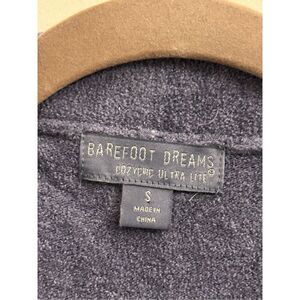 BAREFOOT DREAMS
COZYCHIC ULTRA LITE®
S
MADE IN
CHINA